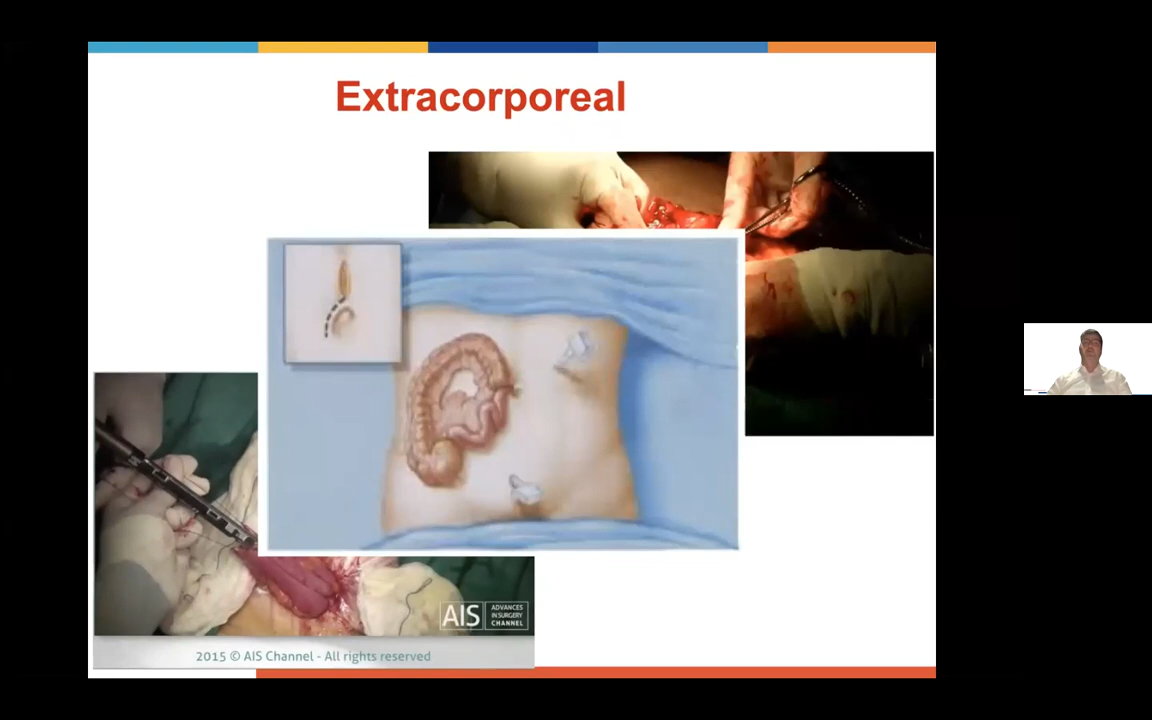 Extracorporeal
AIS
ADVANCES
IN SURGERY
CHANNEL
2015 © AIS Channel - All rights reserved